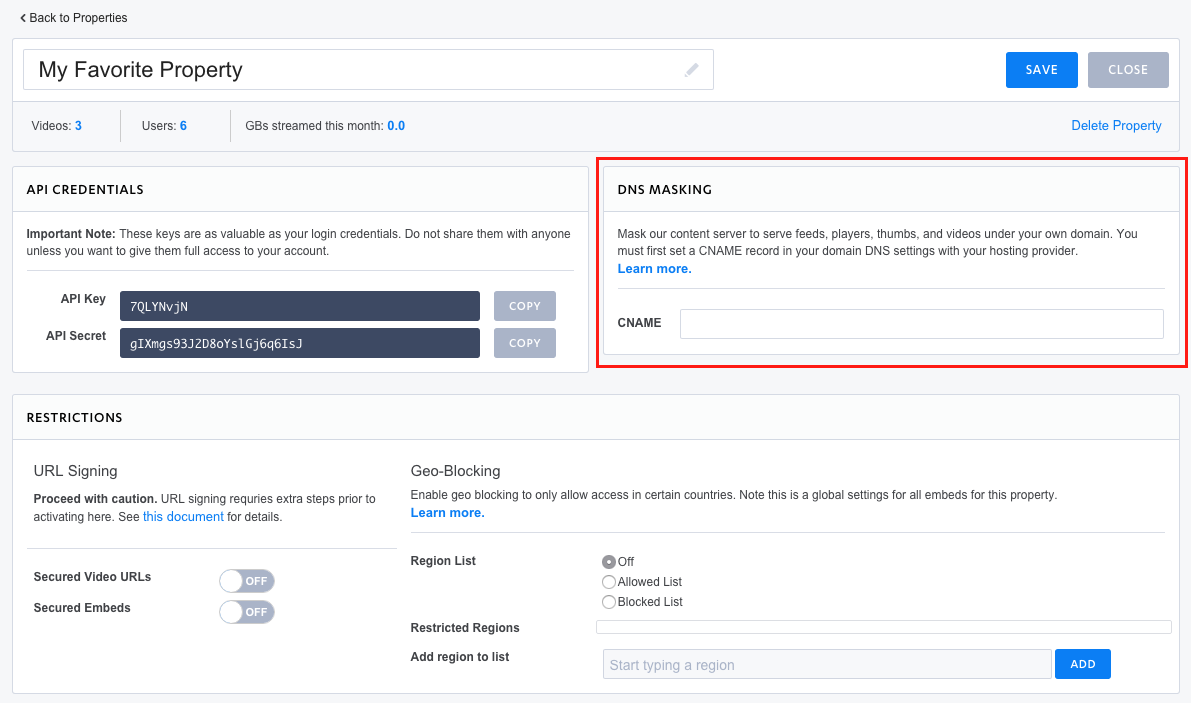 Back to Properties
My Favorite Property
SAVE
CLOSE
Videos: 3
Users: 6
GBs streamed this month: 0.0
Delete Property
API CREDENTIALS
Important Note: These keys are as valuable as your login credentials. Do not share them with anyone
unless you want to give them full access to your account.
API Key
7QLYNvjN
COPY
API Secret
gIXmgs93JZD8oYslGj6q6IsJ
COPY
DNS MASKING
Mask our content server to serve feeds, players, thumbs, and videos under your own domain. You
must first set a CNAME record in your domain DNS settings with your hosting provider.
Learn more.
CNAME
RESTRICTIONS
URL Signing
Proceed with caution. URL signing requries extra steps prior to
activating here. See this document for details.
Secured Video URLs
OFF
Secured Embeds
OFF
Geo-Blocking
Enable geo blocking to only allow access in certain countries. Note this is a global settings for all embeds for this property.
Learn more.
Region List
Off
Allowed List
Blocked List
Restricted Regions
Add region to list
Start typing a region
ADD